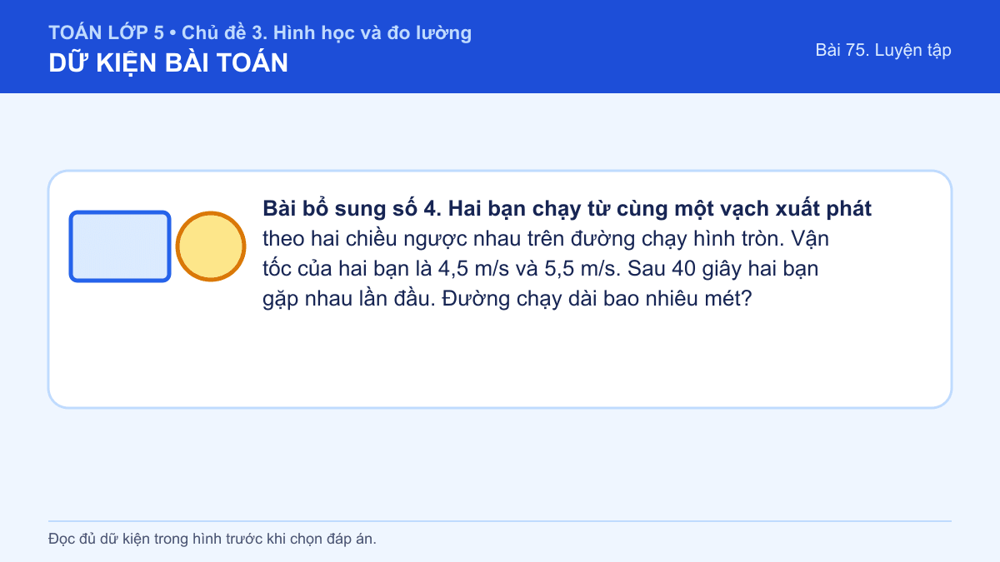 TOÁN LỚP 5 • Chủ đề 3. Hình học và đo lường
DỮ KIỆN BÀI TOÁN
Bài 75. Luyện tập
Bài bổ sung số 4. Hai bạn chạy từ cùng một vạch xuất phát
theo hai chiều ngược nhau trên đường chạy hình tròn. Vận
tốc của hai bạn là 4,5 m/s và 5,5 m/s. Sau 40 giây hai bạn
gặp nhau lần đầu. Đường chạy dài bao nhiêu mét?
Đọc đủ dữ kiện trong hình trước khi chọn đáp án.